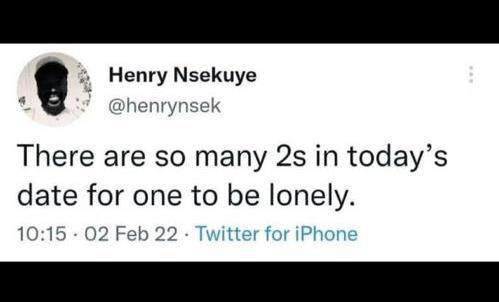 Henry Nsekuye
@henrynsek
There are so many 2s in today's
date for one to be lonely.
10:15 · 02 Feb 22 · Twitter for iPhone